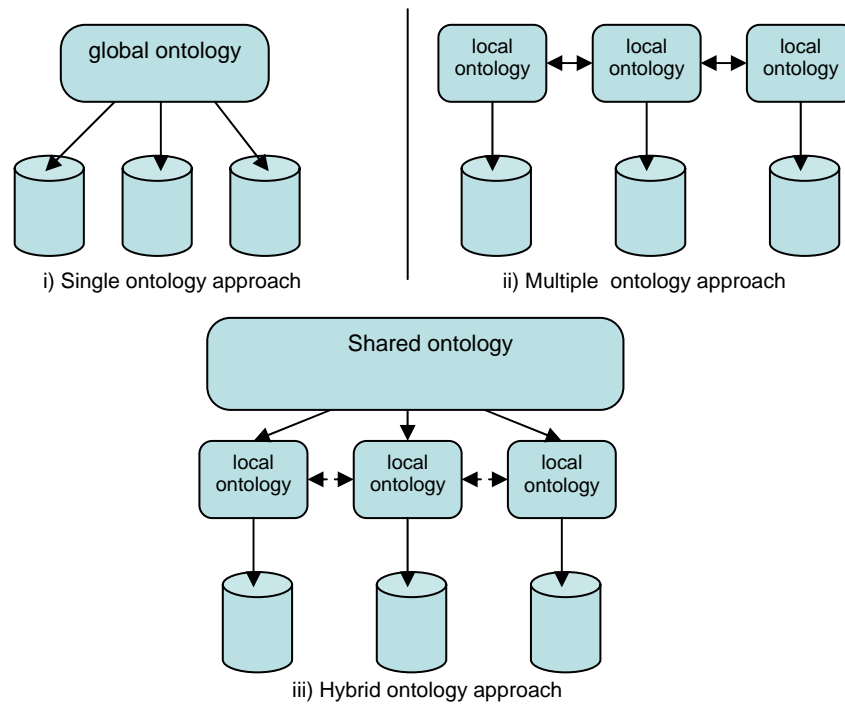 global ontology
local
ontology
local
ontology
local
ontology
i) Single ontology approach
ii) Multiple ontology approach
Shared ontology
local
ontology
local
ontology
local
ontology
iii) Hybrid ontology approach